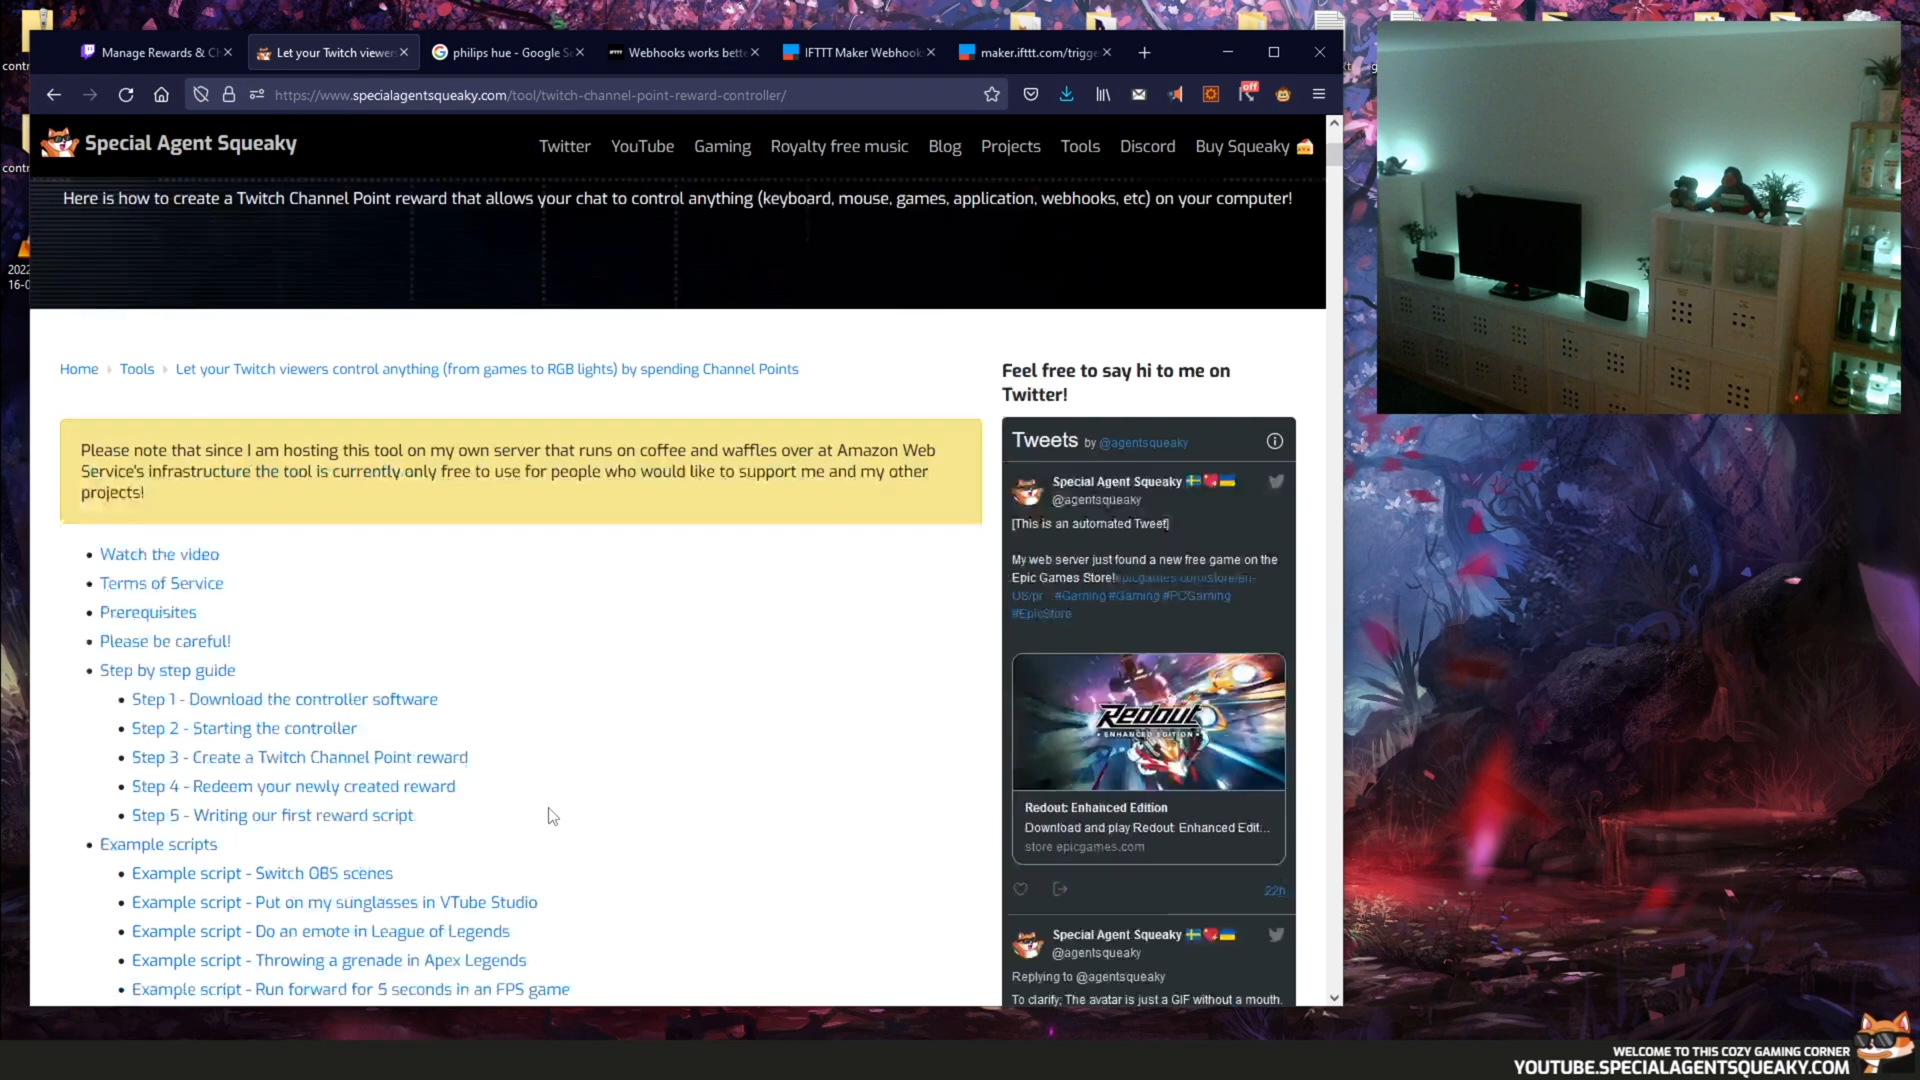 Manage Rewards & C
Let your Twitch viewer
philips hue - Google Se
Webhooks works bett
IFTTT Maker Webhook
maker.ifttt.com/trigg
https://www.specialagentsqueaky.com/tool/twitch-channel-point-reward-controller/
off
Special Agent Squeaky
Twitter
YouTube
Gaming
Royalty free music
Blog
Projects
Tools
Discord
Buy Squeaky
Here is how to create a Twitch Channel Point reward that allows your chat to control anything (keyboard, mouse, games, application, webhooks, etc) on your computer!
Home
Tools
Let your Twitch viewers control anything (from games to RGB lights) by spending Channel Points
Please note that since I am hosting this tool on my own server that runs on coffee and waffles over at Amazon Web
Service's infrastructure the tool is currently only free to use for people who would like to support me and my other
projects!
• Watch the video
• Terms of Service
• Prerequisites
• Please be careful!
• Step by step guide
• Step 1 - Download the controller software
• Step 2 - Starting the controller
• Step 3 - Create a Twitch Channel Point reward
• Step 4 - Redeem your newly created reward
• Step 5 - Writing our first reward script
• Example scripts
• Example script - Switch OBS scenes
• Example script - Put on my sunglasses in VTube Studio
• Example script - Do an emote in League of Legends
• Example script - Throwing a grenade in Apex Legends
• Example script - Run forward for 5 seconds in an FPS game
Feel free to say hi to me on
Twitter!
Tweets by @agentsqueaky
Special Agent Squeaky
@agentsqueaky
[This is an automated Tweet]
My web server just found a new free game on the
Epic Games Store! epicgames.com/store/en-
US/pr... #Gaming #Gaming #PCGaming
#EpicStore
Redout
ENHANCED EDITION
Redout: Enhanced Edition
Download and play Redout: Enhanced Edit...
store.epicgames.com
22h
Special Agent Squeaky
@agentsqueaky
Replying to @agentsqueaky
To clarify; The avatar is just a GIF without a mouth.
contr
contr
2022
16-0
WELCOME TO THIS COZY GAMING CORNER
YOUTUBE.SPECIALAGENTSQUEAKY.COM